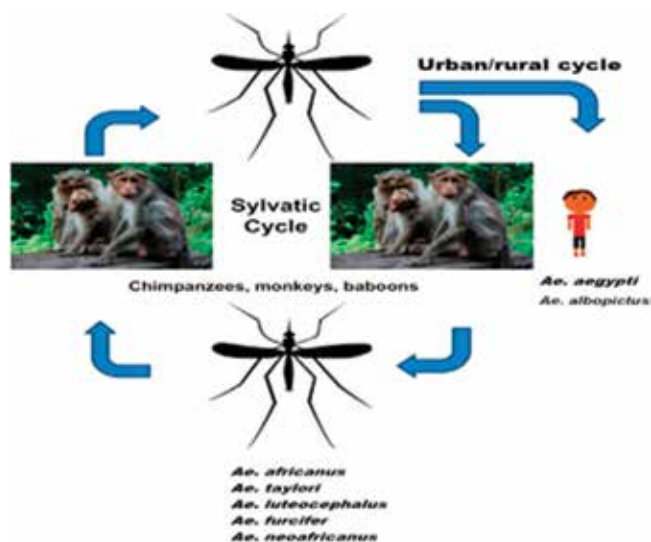 Urban/rural cycle
Sylvatic
Cycle
Chimpanzees, monkeys, baboons
Ae. aegypti
Ae. albopictus
Ae. africanus
Ae. taylori
Ae. luteocephalus
Ae. furcifer
Ae. neoafricanus